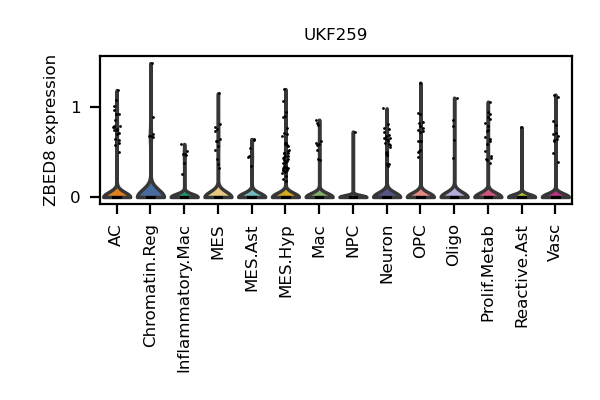 UKF259
ZBED8 expression
1
0
AC
Chromatin.Reg
Inflammatory.Mac
MES
MES.Ast
MES.Hyp
Mac
NPC
Neuron
OPC
Oligo
Prolif.Metab
Reactive.Ast
Vasc